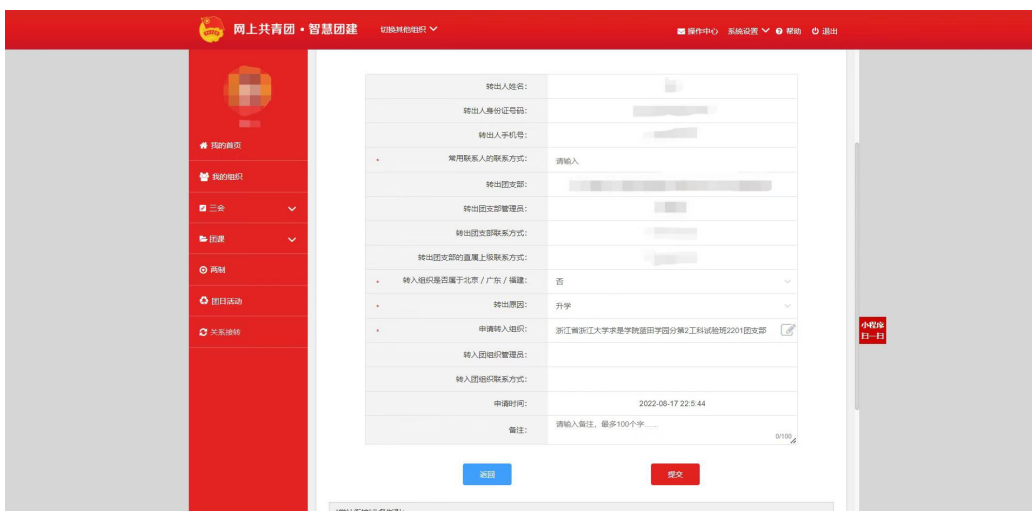 网上共青团·智慧团建 切换其他组织 操作中心 系统设置 帮助 退出
转出人姓名：
转出人身份证号码：
转出人手机号：
我的首页
* 常用联系人的联系方式： 请输入
我的组织
转出团支部：
三会
转出团支部管理员：
转出团支部联系方式：
团课
转出团支部的直属上级联系方式：
两制
* 转入组织是否属于北京/广东/福建： 否
团日活动
* 转出原因： 升学
关系接转
* 申请转入组织： 浙江省浙江大学求是学院蓝田学园分第2工科试验班2201团支部
小程序
扫一扫
转入团组织管理员：
转入团组织联系方式：
申请时间： 2022-08-17 22:5:44
备注： 请输入备注，最多100个字......
0/100
返回 提交